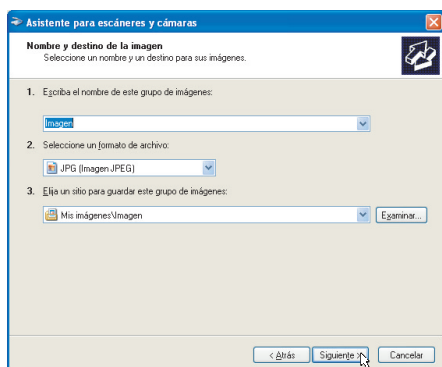 Asistente para escáneres y cámaras
Nombre y destino de la imagen
Seleccione un nombre y un destino para sus imágenes.
1. Escriba el nombre de este grupo de imágenes:
Imagen
2. Seleccione un formato de archivo:
JPG (Imagen JPEG)
3. Elija un sitio para guardar este grupo de imágenes:
Mis imágenes\Imagen
Examinar...
< Atrás Siguiente > Cancelar